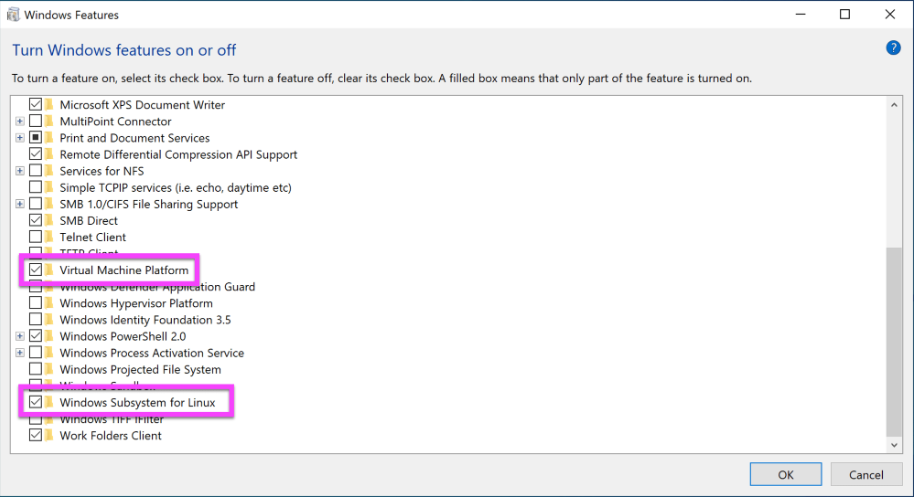 Windows Features
Turn Windows features on or off
?
To turn a feature on, select its check box. To turn a feature off, clear its check box. A filled box means that only part of the feature is turned on.
Microsoft XPS Document Writer
MultiPoint Connector
Print and Document Services
Remote Differential Compression API Support
Services for NFS
Simple TCPIP services (i.e. echo, daytime etc)
SMB 1.0/CIFS File Sharing Support
SMB Direct
Telnet Client
TFTP Client
Virtual Machine Platform
Windows Defender Application Guard
Windows Hypervisor Platform
Windows Identity Foundation 3.5
Windows PowerShell 2.0
Windows Process Activation Service
Windows Projected File System
Windows Sandbox
Windows Subsystem for Linux
Windows TIFF IFilter
Work Folders Client
OK Cancel